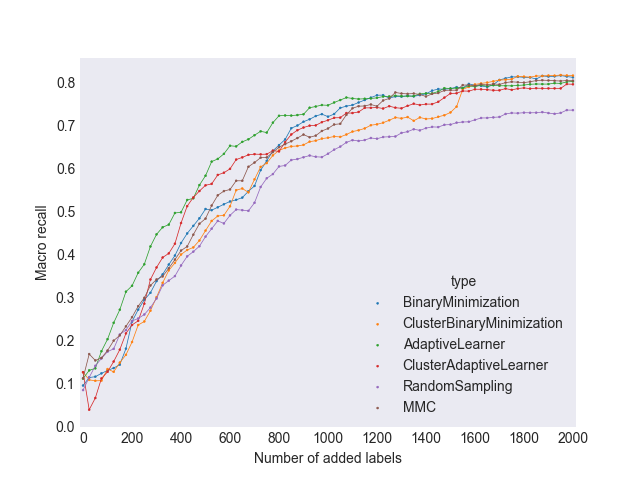 Macro recall
0.8
0.7
0.6
0.5
0.4
0.3
0.2
0.1
0.0
type
BinaryMinimization
ClusterBinaryMinimization
AdaptiveLearner
ClusterAdaptiveLearner
RandomSampling
MMC
0 200 400 600 800 1000 1200 1400 1600 1800 2000
Number of added labels